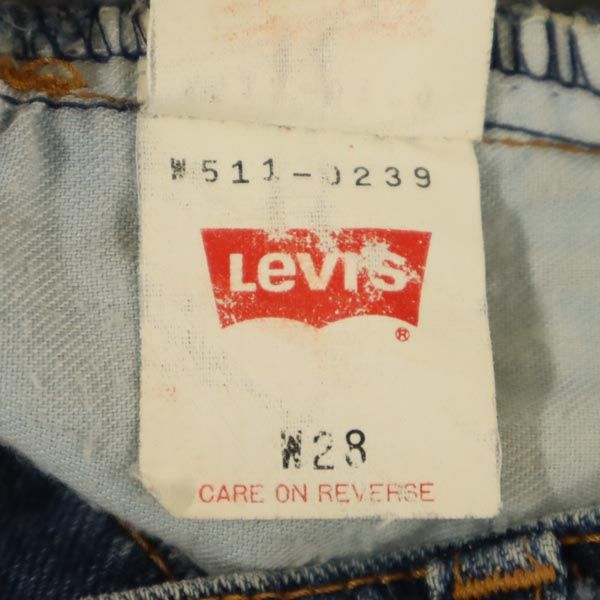 W511-0239
Levi's
®
W28
CARE ON REVERSE